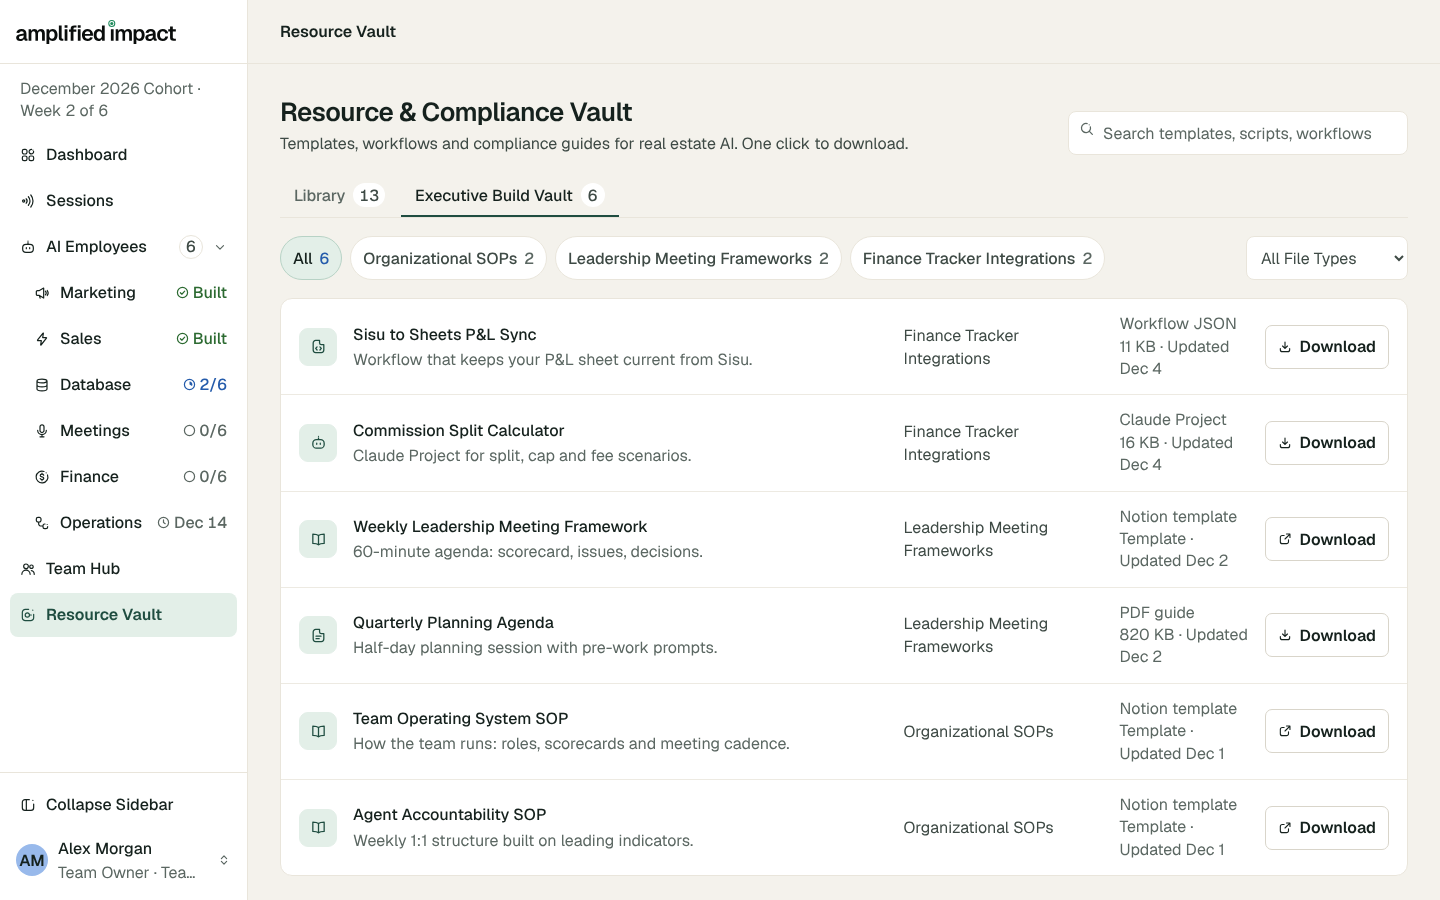 amplified impact
December 2026 Cohort ·
Week 2 of 6
Dashboard
Sessions
AI Employees 6
Marketing Built
Sales Built
Database 2/6
Meetings 0/6
Finance 0/6
Operations Dec 14
Team Hub
Resource Vault
Collapse Sidebar
AM
Alex Morgan
Team Owner · Tea...
Resource Vault
Resource & Compliance Vault
Templates, workflows and compliance guides for real estate AI. One click to download.
Search templates, scripts, workflows
Library 13 Executive Build Vault 6
All 6 Organizational SOPs 2 Leadership Meeting Frameworks 2 Finance Tracker Integrations 2 All File Types
Sisu to Sheets P&L Sync
Workflow that keeps your P&L sheet current from Sisu.
Finance Tracker
Integrations
Workflow JSON
11 KB · Updated
Dec 4
Download
Commission Split Calculator
Claude Project for split, cap and fee scenarios.
Finance Tracker
Integrations
Claude Project
16 KB · Updated
Dec 4
Download
Weekly Leadership Meeting Framework
60-minute agenda: scorecard, issues, decisions.
Leadership Meeting
Frameworks
Notion template
Template ·
Updated Dec 2
Download
Quarterly Planning Agenda
Half-day planning session with pre-work prompts.
Leadership Meeting
Frameworks
PDF guide
820 KB · Updated
Dec 2
Download
Team Operating System SOP
How the team runs: roles, scorecards and meeting cadence.
Organizational SOPs
Notion template
Template ·
Updated Dec 1
Download
Agent Accountability SOP
Weekly 1:1 structure built on leading indicators.
Organizational SOPs
Notion template
Template ·
Updated Dec 1
Download